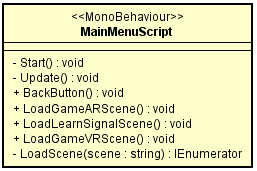 <<MonoBehaviour>>
MainMenuScript
- Start() : void
- Update() : void
+ BackButton() : void
+ LoadGameARScene() : void
+ LoadLearnSignalScene() : void
+ LoadGameVRScene() : void
- LoadScene(scene : string) : IEnumerator